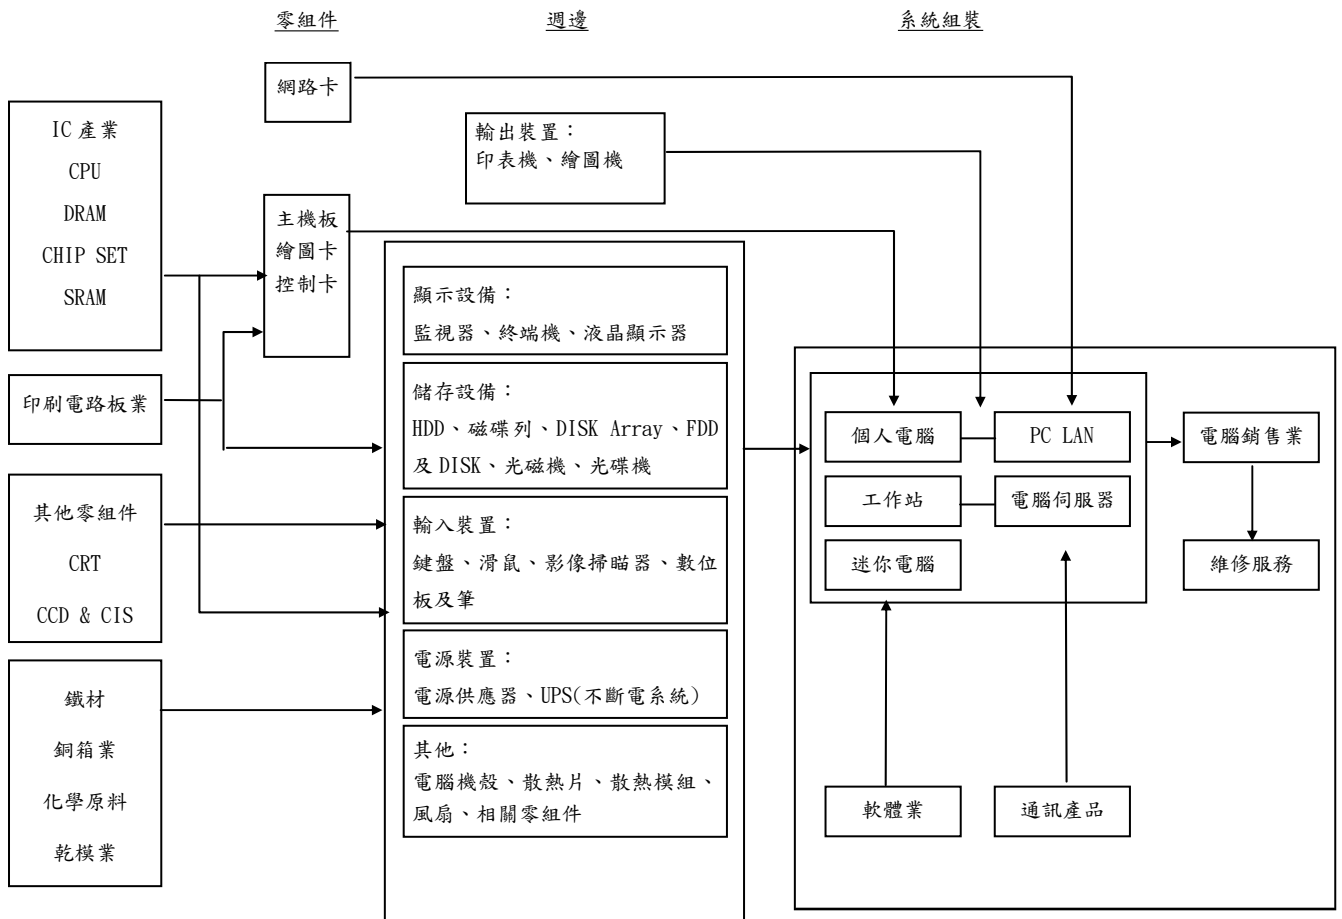 零組件
週邊
系統組裝
網路卡
IC 產業
CPU
DRAM
CHIP SET
SRAM
輸出裝置：
印表機、繪圖機
主機板
繪圖卡
控制卡
印刷電路板業
其他零組件
CRT
CCD & CIS
鐵材
銅箱業
化學原料
乾模業
顯示設備：
監視器、終端機、液晶顯示器
儲存設備：
HDD、磁碟列、DISK Array、FDD
及 DISK、光磁機、光碟機
輸入裝置：
鍵盤、滑鼠、影像掃瞄器、數位
板及筆
電源裝置：
電源供應器、UPS(不斷電系統)
其他：
電腦機殼、散熱片、散熱模組、
風扇、相關零組件
個人電腦
PC LAN
工作站
電腦伺服器
迷你電腦
軟體業
通訊產品
電腦銷售業
維修服務